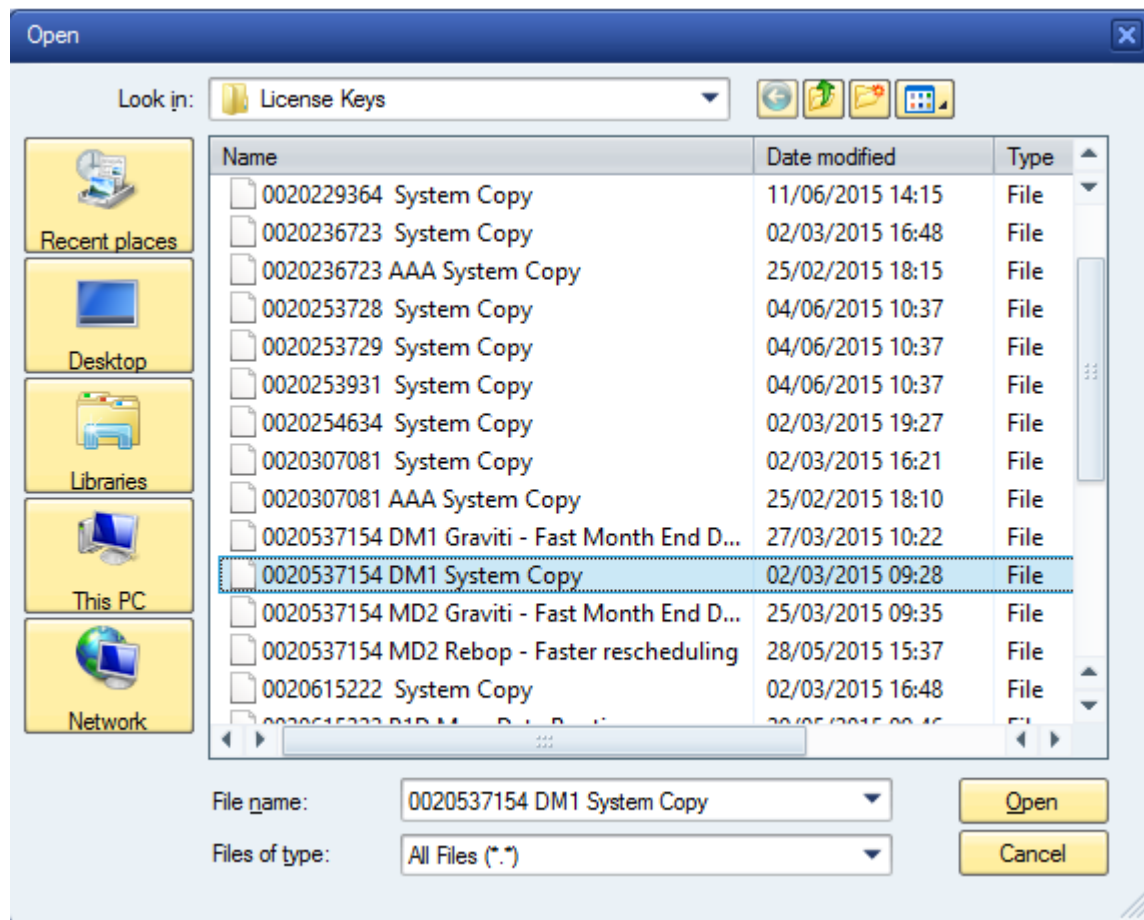 Open
Look in: License Keys
Name Date modified Type
0020229364  System Copy 11/06/2015 14:15 File
0020236723  System Copy 02/03/2015 16:48 File
0020236723 AAA System Copy 25/02/2015 18:15 File
0020253728  System Copy 04/06/2015 10:37 File
0020253729  System Copy 04/06/2015 10:37 File
0020253931  System Copy 04/06/2015 10:37 File
0020254634  System Copy 02/03/2015 19:27 File
0020307081  System Copy 02/03/2015 16:21 File
0020307081 AAA System Copy 25/02/2015 18:10 File
0020537154 DM1 Graviti - Fast Month End D... 27/03/2015 10:22 File
0020537154 DM1 System Copy 02/03/2015 09:28 File
0020537154 MD2 Graviti - Fast Month End D... 25/03/2015 09:35 File
0020537154 MD2 Rebop - Faster rescheduling 28/05/2015 15:37 File
0020615222  System Copy 02/03/2015 16:48 File
Recent places
Desktop
Libraries
This PC
Network
File name: 0020537154 DM1 System Copy Open
Files of type: All Files (*.*) Cancel